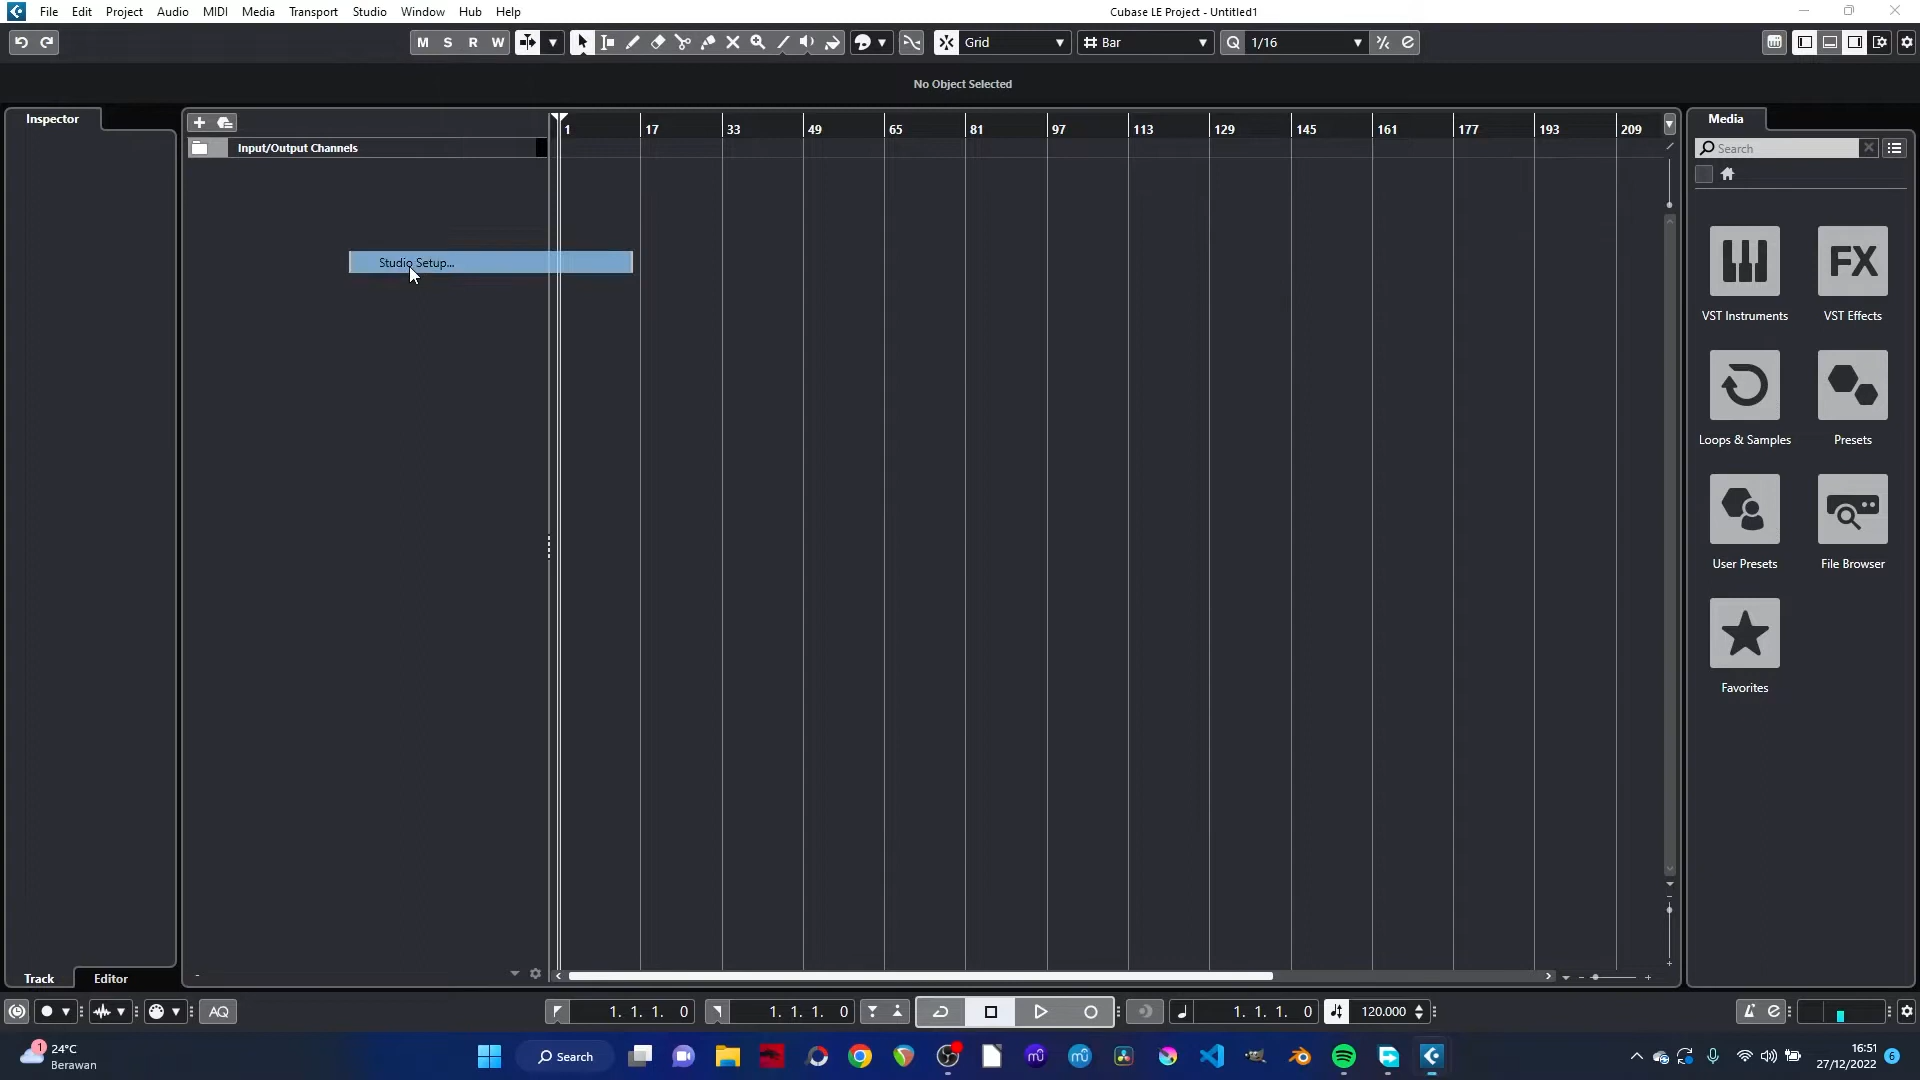 File Edit Project Audio MIDI Media Transport Studio Window Hub Help
Cubase LE Project - Untitled1
M S R W
Grid
Bar
Q 1/16
No Object Selected
Inspector
1 17 33 49 65 81 97 113 129 145 161 177 193 209
Media
Input/Output Channels
Search
Studio Setup...
FX
VST Instruments VST Effects
Loops & Samples Presets
User Presets File Browser
Favorites
Track Editor
AQ
1. 1. 1. 0
1. 1. 1. 0
1. 1. 1. 0
120.000
1
24°C
Berawan
Search
16:51
27/12/2022
6